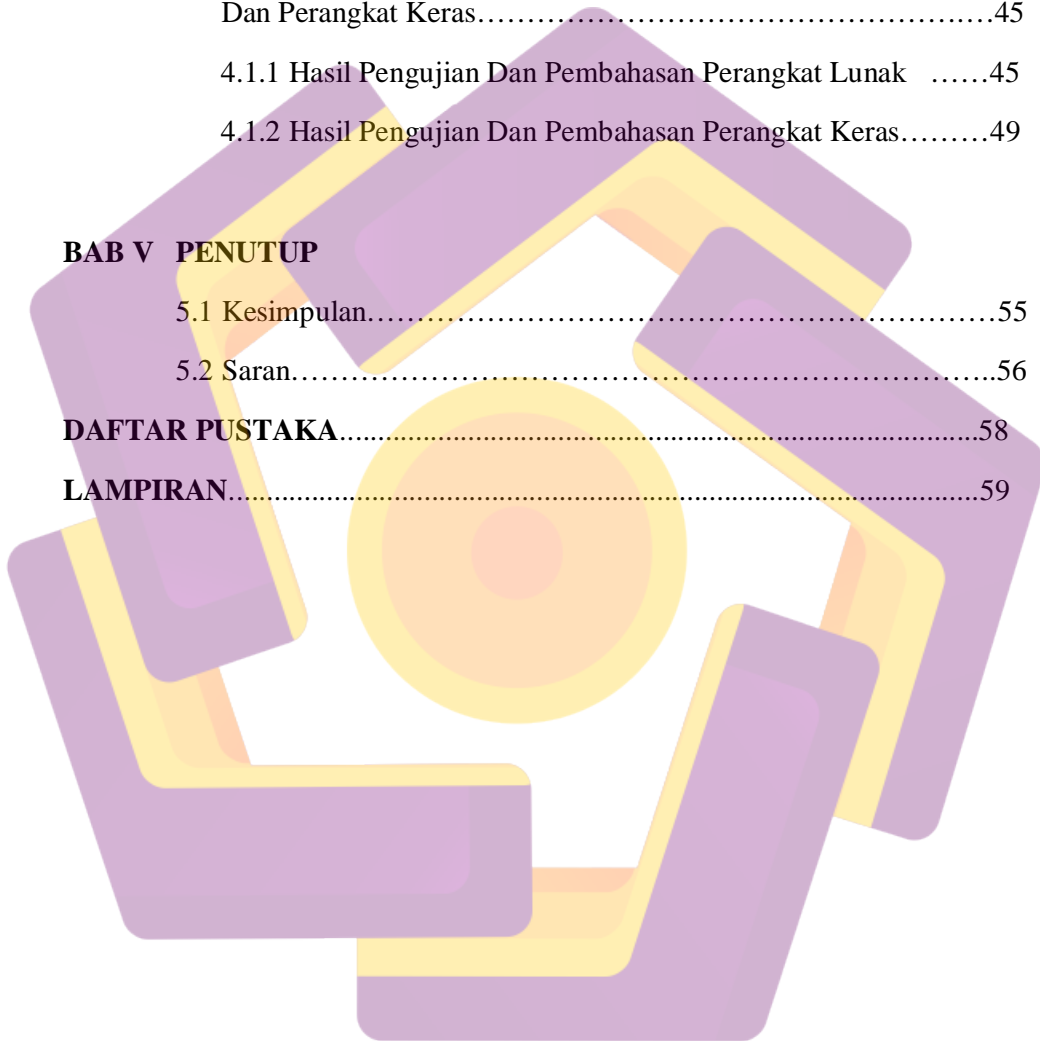 Dan Perangkat Keras……………………………………………………45
4.1.1 Hasil Pengujian Dan Pembahasan Perangkat Lunak ……45
4.1.2 Hasil Pengujian Dan Pembahasan Perangkat Keras………49
BAB V PENUTUP
5.1 Kesimpulan…………………………………………………………………55
5.2 Saran………………………………………………………………………….56
DAFTAR PUSTAKA....................................................................................58
LAMPIRAN..................................................................................................59